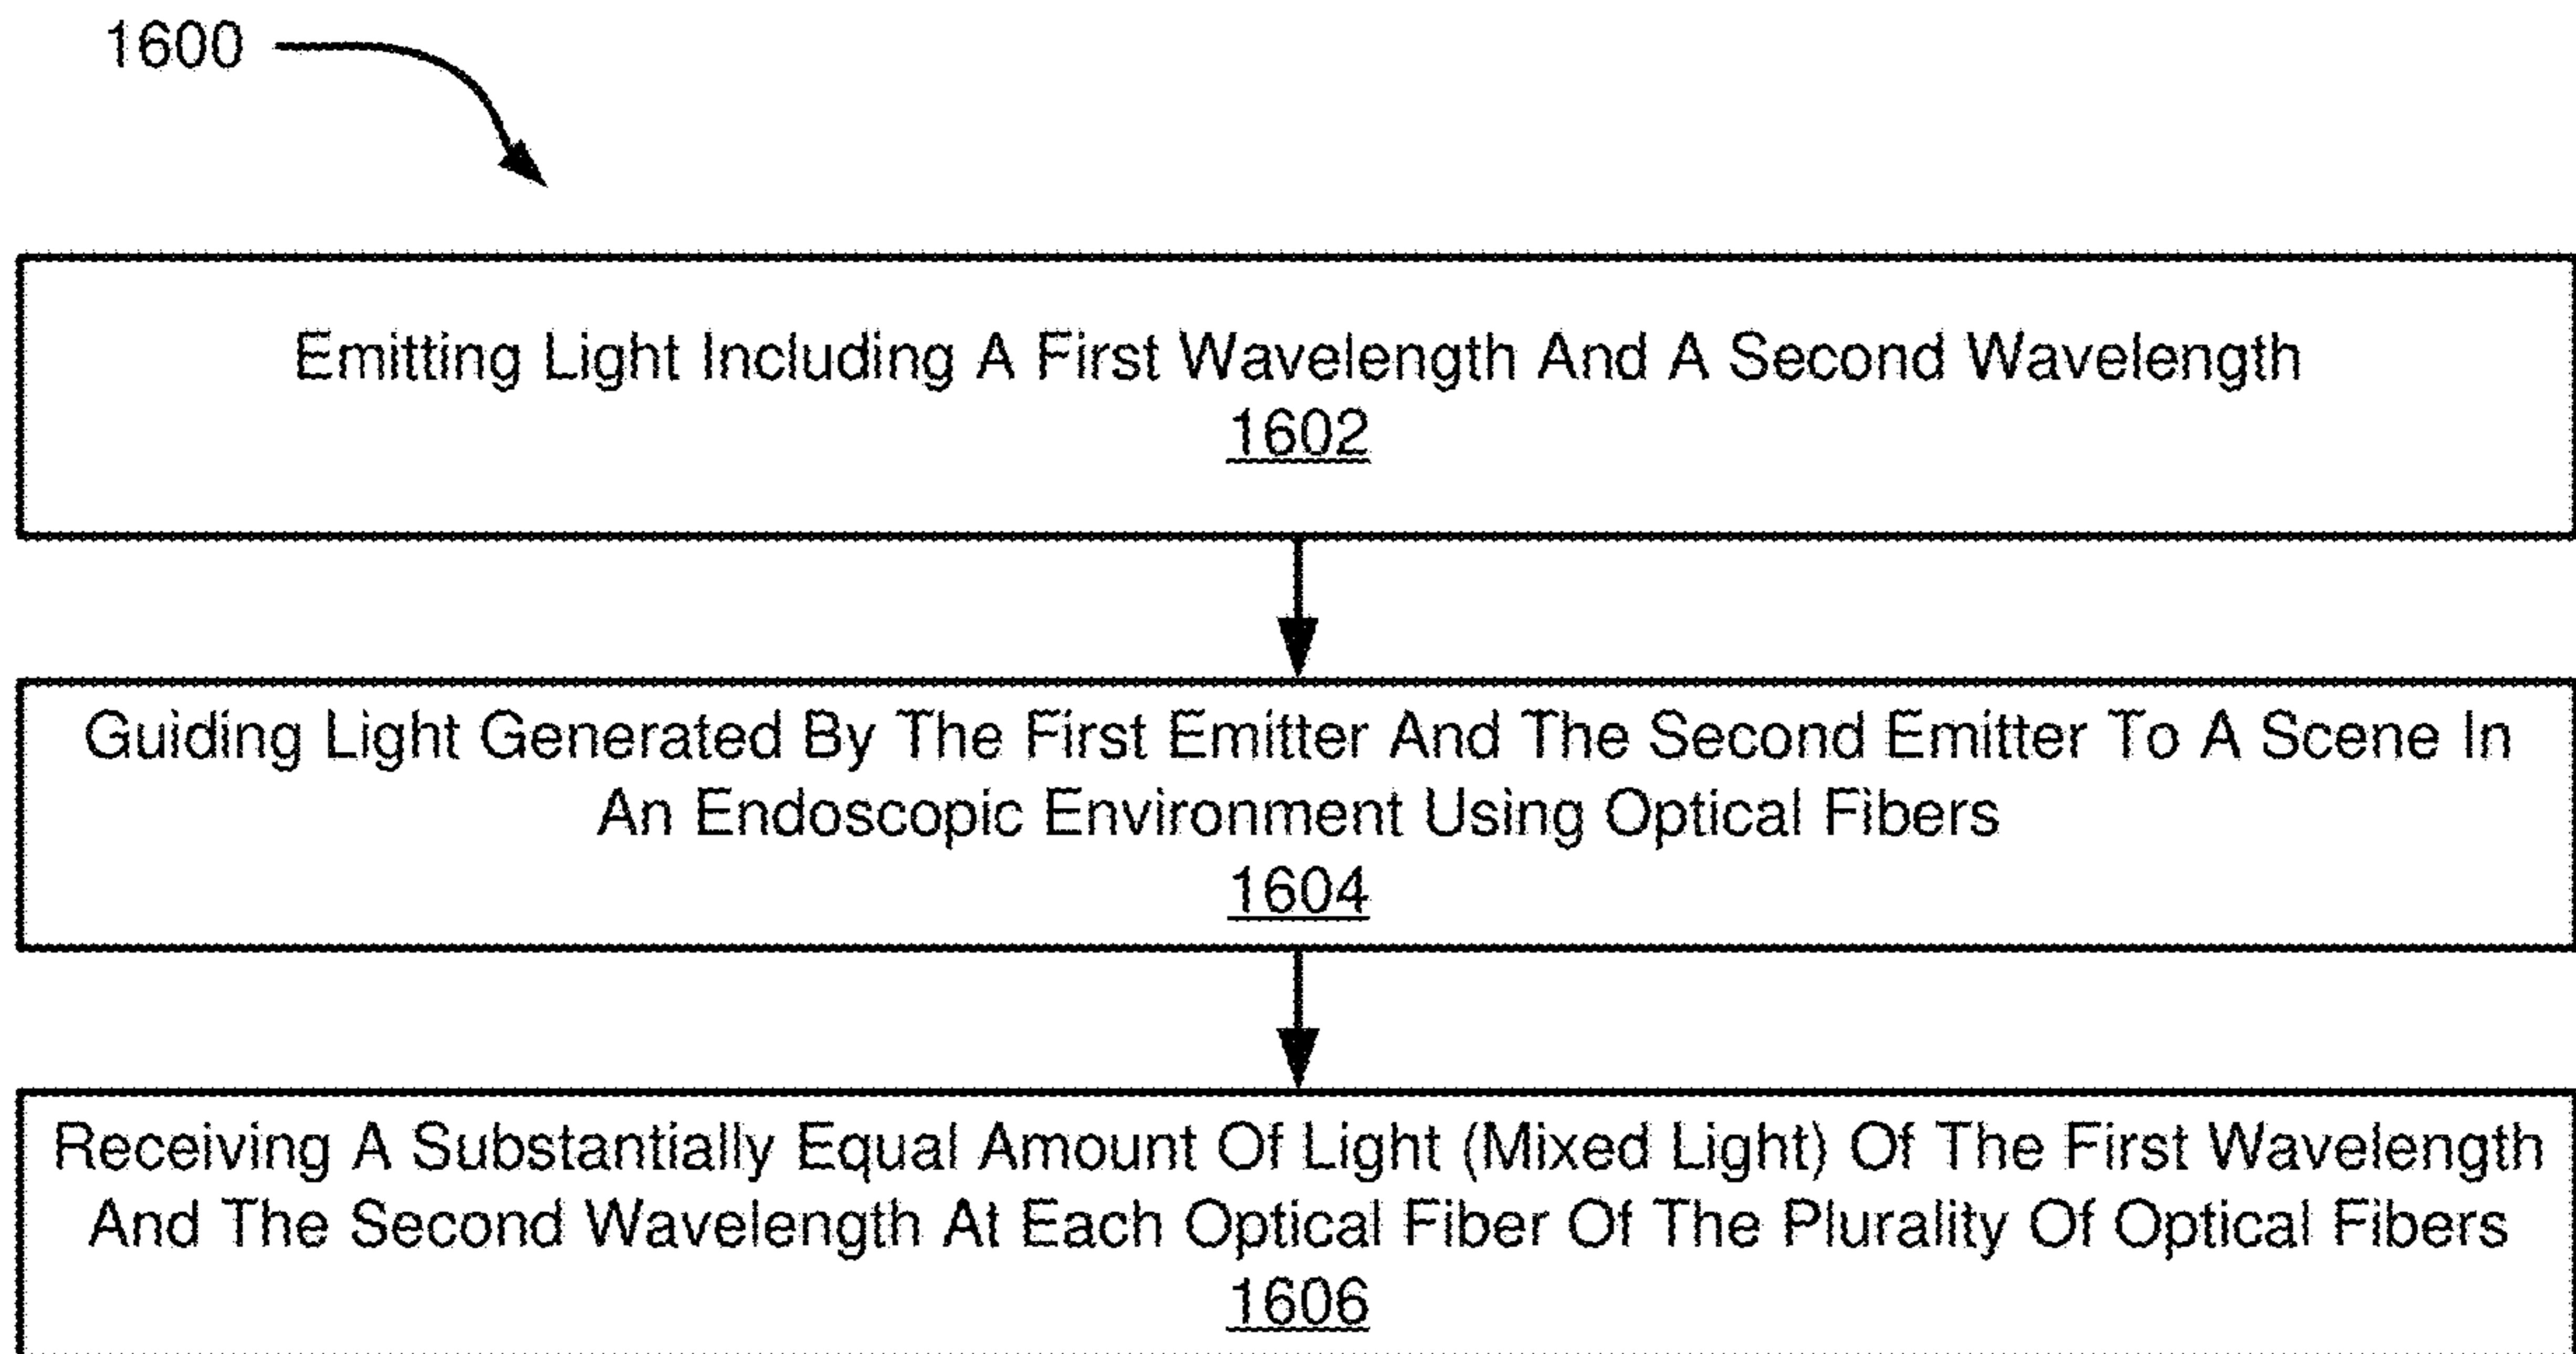 1600
Emitting Light Including A First Wavelength And A Second Wavelength
1602
Guiding Light Generated By The First Emitter And The Second Emitter To A Scene In
An Endoscopic Environment Using Optical Fibers
1604
Receiving A Substantially Equal Amount Of Light (Mixed Light) Of The First Wavelength
And The Second Wavelength At Each Optical Fiber Of The Plurality Of Optical Fibers
1606